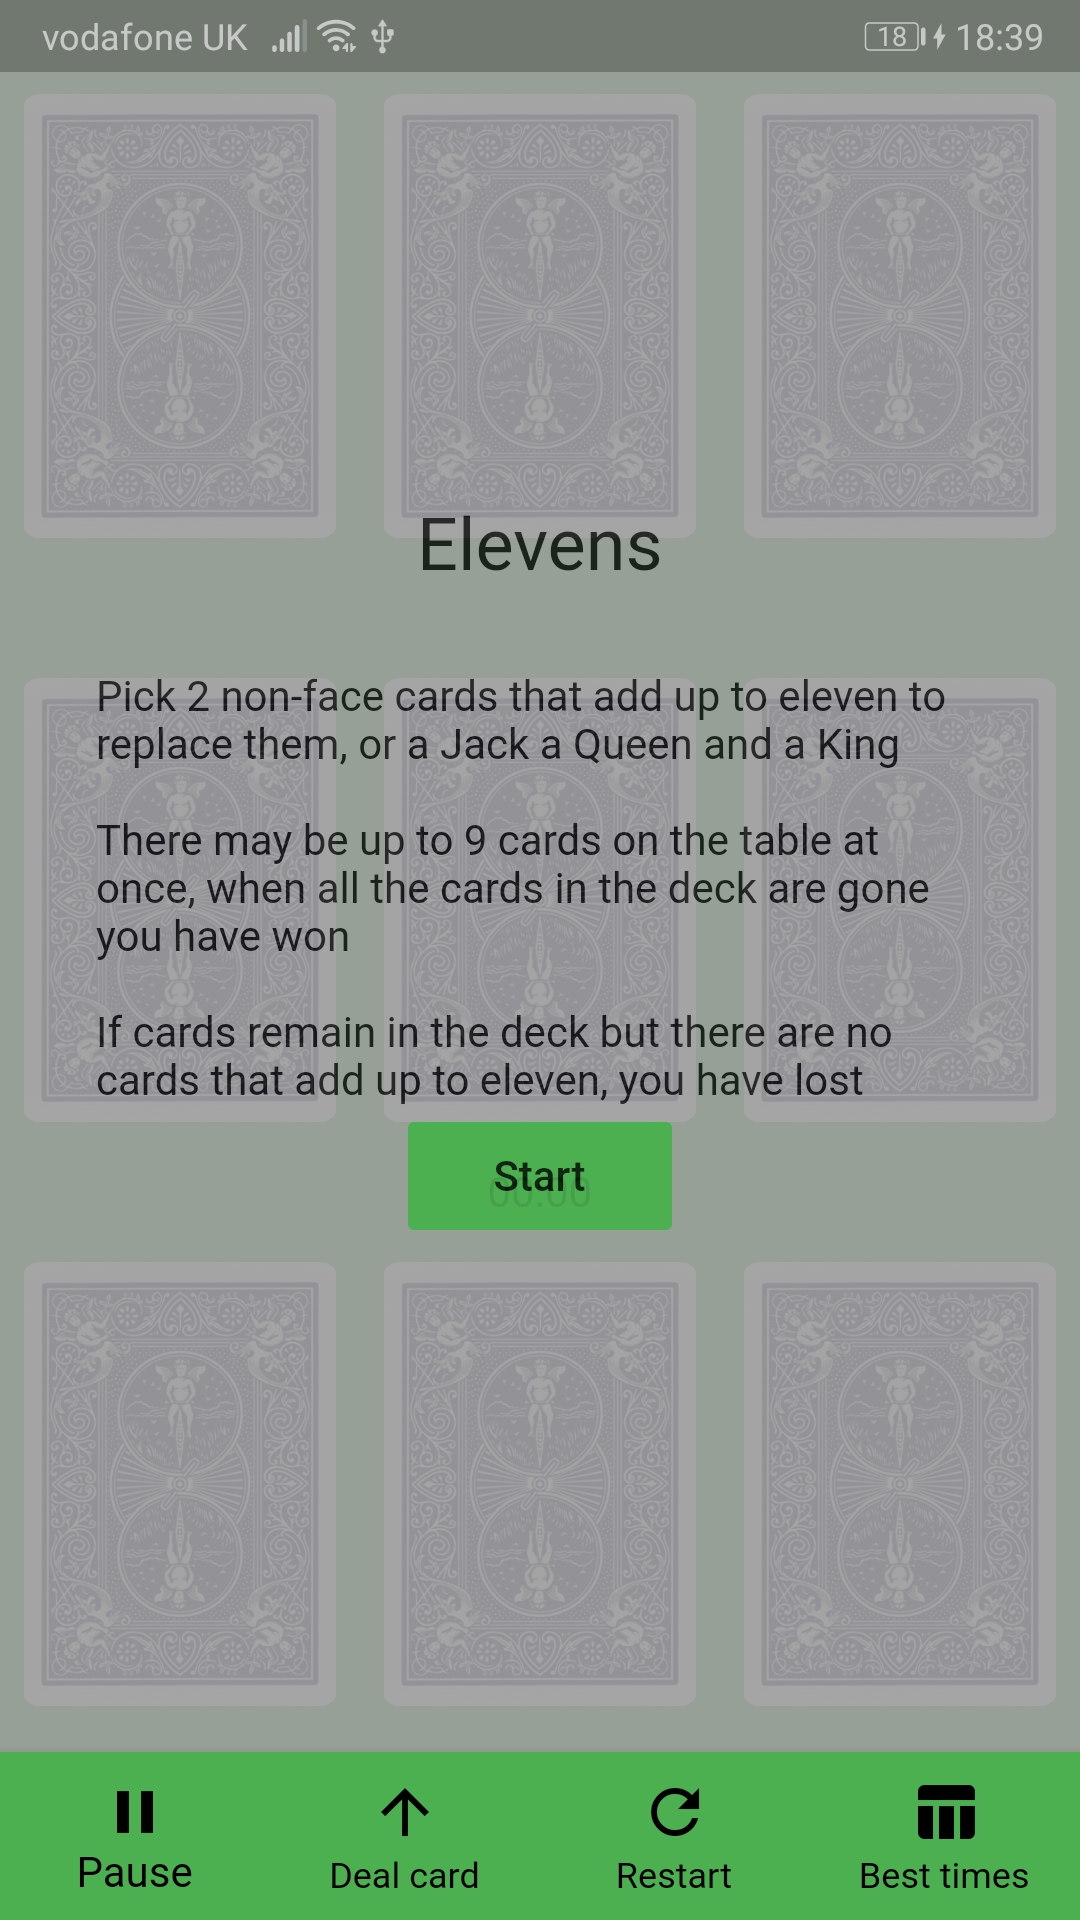 vodafone UK 18 18:39
Elevens
Pick 2 non-face cards that add up to eleven to
replace them, or a Jack a Queen and a King
There may be up to 9 cards on the table at
once, when all the cards in the deck are gone
you have won
If cards remain in the deck but there are no
cards that add up to eleven, you have lost
Start
00:00
Pause Deal card Restart Best times